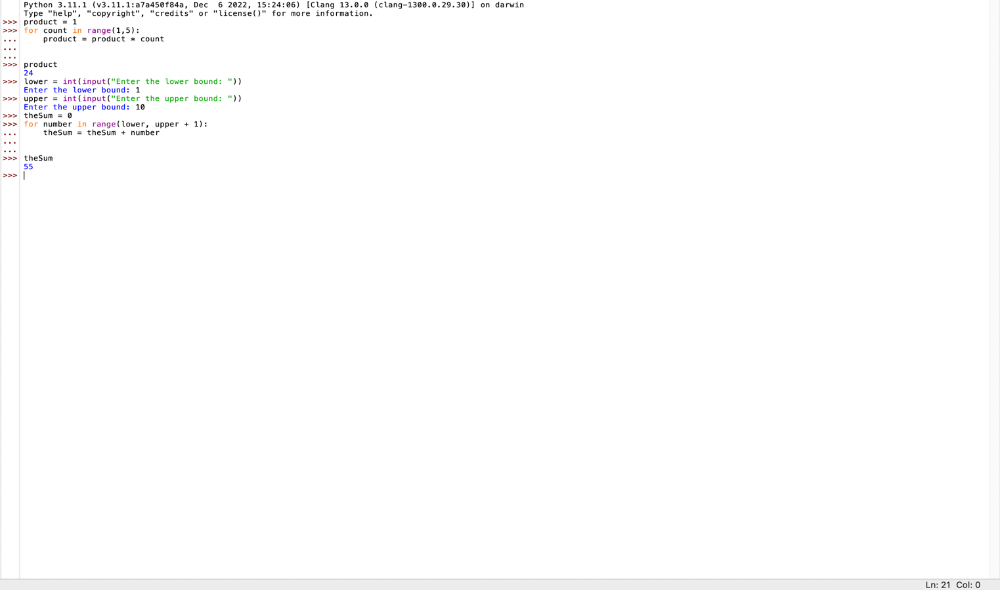 Python 3.11.1 (v3.11.1:a7a450f84a, Dec  6 2022, 15:24:06) [Clang 13.0.0 (clang-1300.0.29.30)] on darwin
Type "help", "copyright", "credits" or "license()" for more information.
>>> product = 1
>>> for count in range(1,5):
...     product = product * count
...
...
>>> product
24
>>> lower = int(input("Enter the lower bound: "))
Enter the lower bound: 1
>>> upper = int(input("Enter the upper bound: "))
Enter the upper bound: 10
>>> theSum = 0
>>> for number in range(lower, upper + 1):
...     theSum = theSum + number
...
...
>>> theSum
55
>>>
Ln: 21  Col: 0